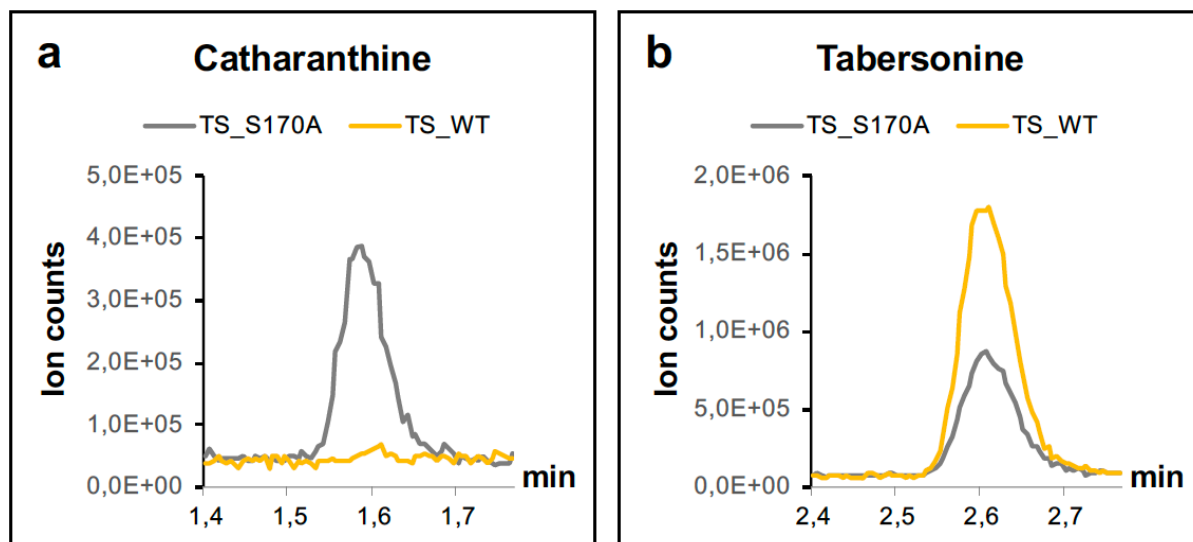 a
Catharanthine
TS_S170A TS_WT
Ion counts
5,0E+05
4,0E+05
3,0E+05
2,0E+05
1,0E+05
0,0E+00
1,4 1,5 1,6 1,7
min
b
Tabersonine
TS_S170A TS_WT
Ion counts
2,0E+06
1,5E+06
1,0E+06
5,0E+05
0,0E+00
2,4 2,5 2,6 2,7
min